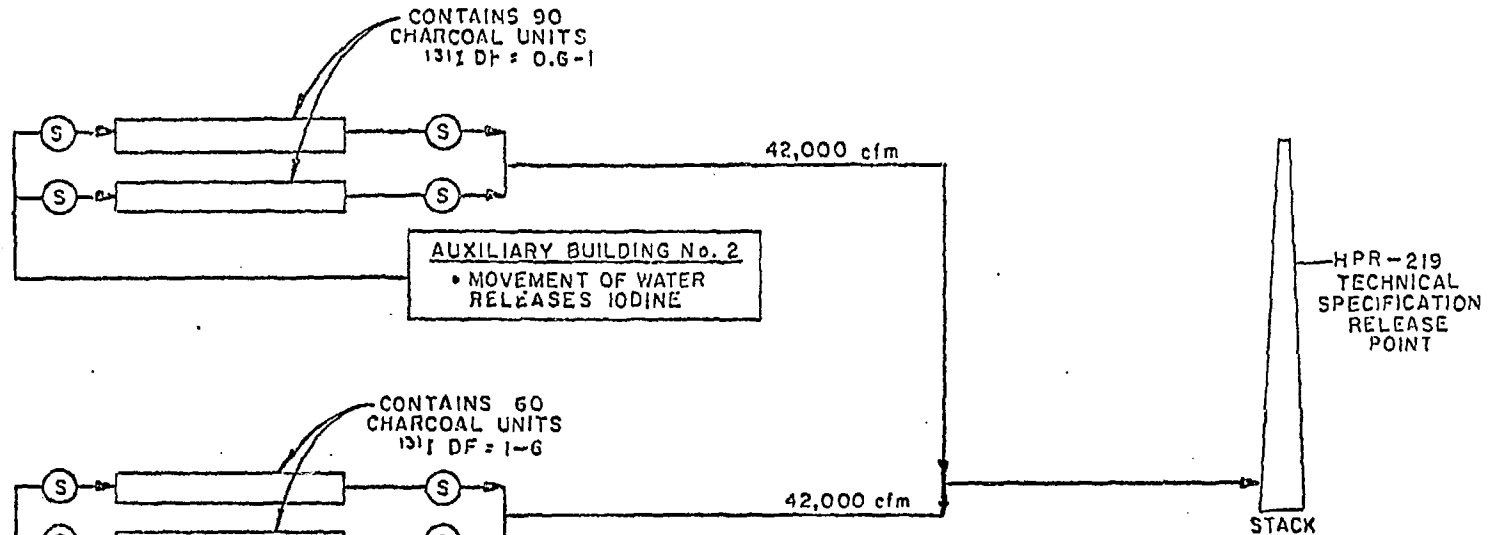 CONTAINS 90
CHARCOAL UNITS
131I DF = 0.6-1
S
S
42,000 cfm
S
S
AUXILIARY BUILDING No. 2
• MOVEMENT OF WATER
RELEASES IODINE
HPR-219
TECHNICAL
SPECIFICATION
RELEASE
POINT
CONTAINS 60
CHARCOAL UNITS
131I DF = 1-6
S
S
42,000 cfm
STACK